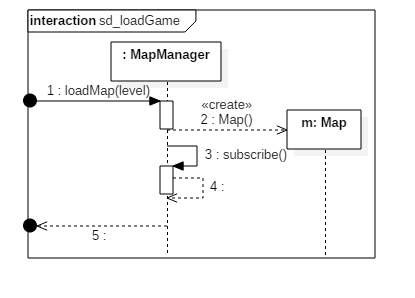 interaction sd_loadGame
: MapManager
1 : loadMap(level)
«create»
2 : Map()
m: Map
3 : subscribe()
4 :
5 :